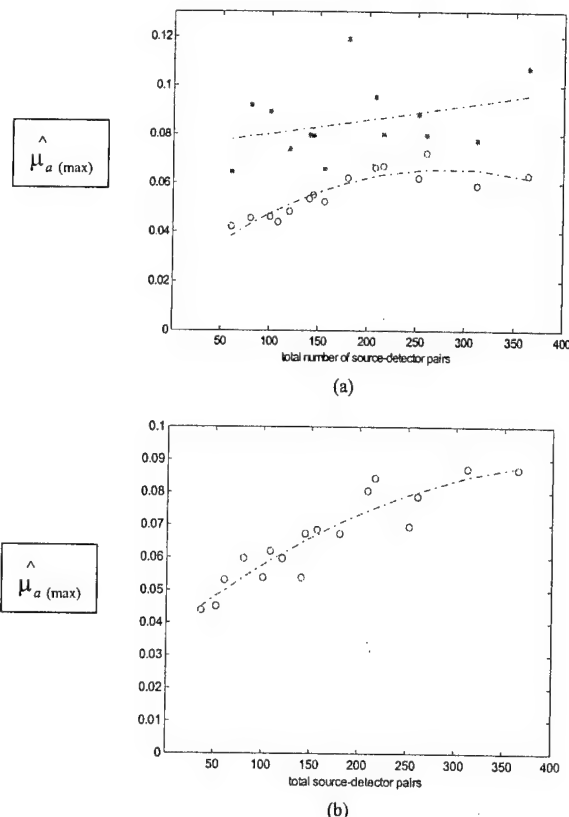 0.12
0.1
0.08
0.06
0.04
0.02
0
50 100 150 200 250 300 350 400
total number of source-detector pairs
μ̂ a (max)
(a)
0.1
0.09
0.08
0.07
0.06
0.05
0.04
0.03
0.02
0.01
0
50 100 150 200 250 300 350 400
total source-detector pairs
μ̂ a (max)
(b)